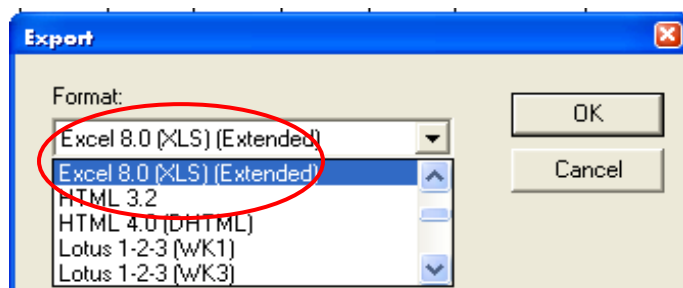 Export
Format:
Excel 8.0 (XLS) (Extended)
OK
Excel 8.0 (XLS) (Extended)
Cancel
HTML 3.2
HTML 4.0 (DHTML)
Lotus 1-2-3 (WK1)
Lotus 1-2-3 (WK3)